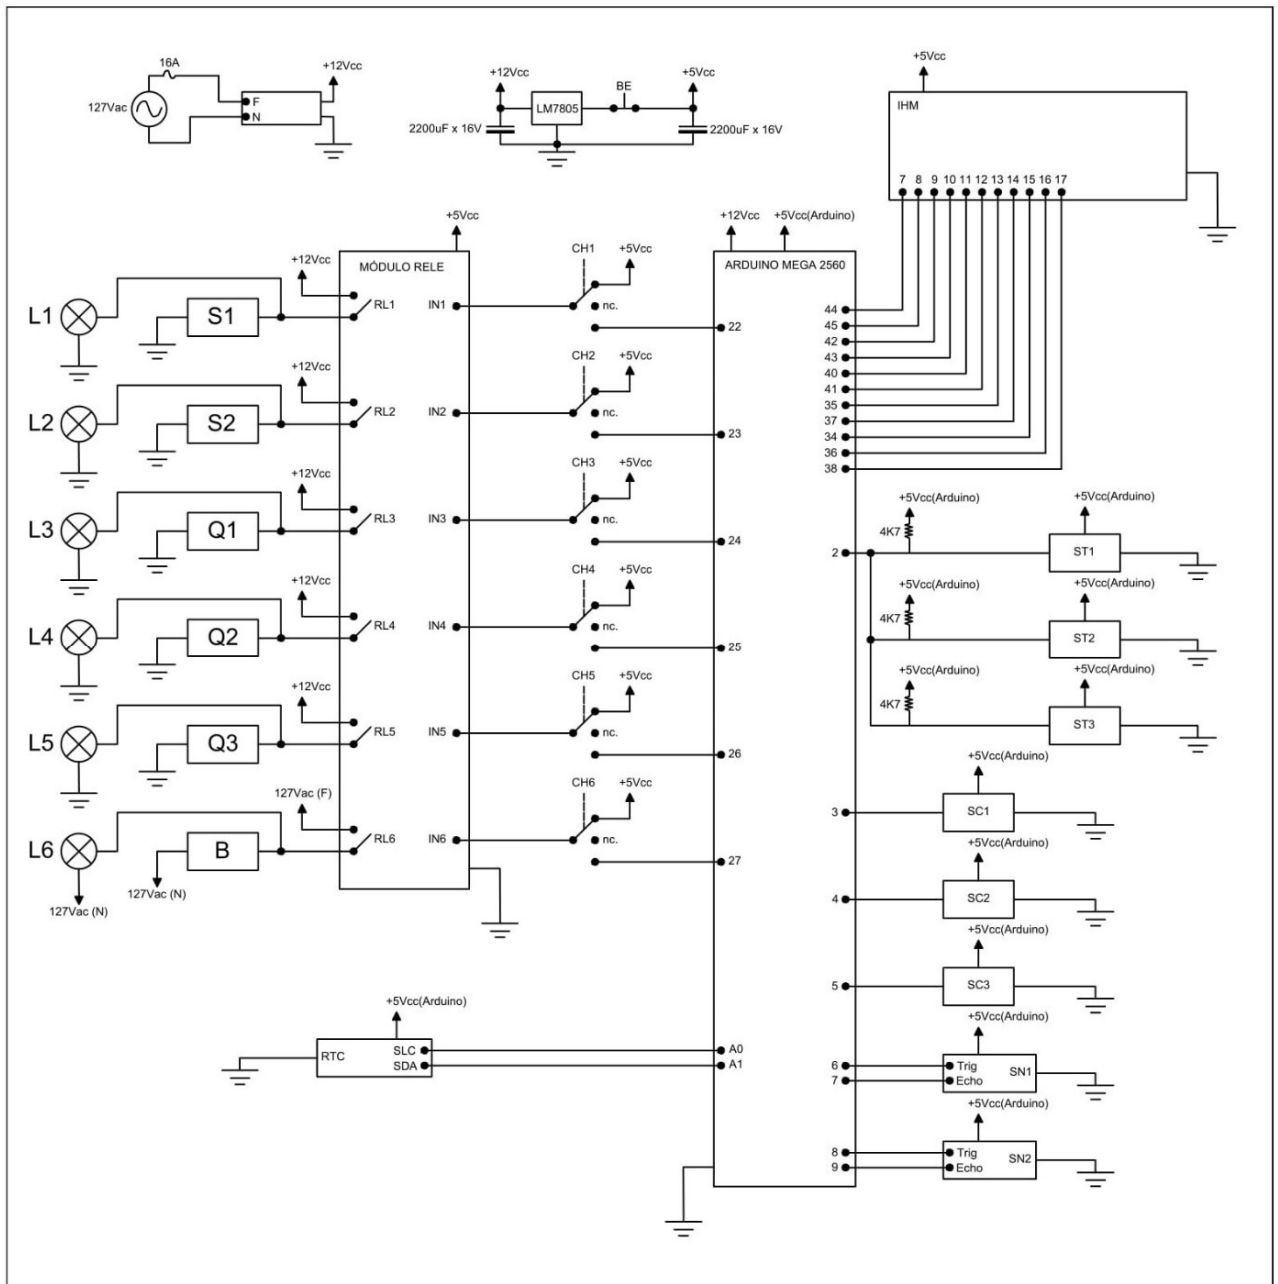 16A
127Vac
F
N
+12Vcc
+12Vcc
LM7805
BE
+5Vcc
2200uF x 16V
2200uF x 16V
+5Vcc
IHM
7 8 9 10 11 12 13 14 15 16 17
+5Vcc
MÓDULO RELE
+12Vcc
L1
S1
RL1
IN1
CH1
+5Vcc
nc.
+12Vcc
L2
S2
RL2
IN2
CH2
+5Vcc
nc.
+12Vcc
L3
Q1
RL3
IN3
CH3
+5Vcc
nc.
+12Vcc
L4
Q2
RL4
IN4
CH4
+5Vcc
nc.
+12Vcc
L5
Q3
RL5
IN5
CH5
+5Vcc
nc.
127Vac (F)
L6
B
RL6
IN6
CH6
+5Vcc
nc.
127Vac (N)
127Vac (N)
+12Vcc
+5Vcc(Arduino)
ARDUINO MEGA 2560
22
23
24
25
26
27
A0
A1
44
45
42
43
40
41
35
37
34
36
38
2
3
4
5
6
7
8
9
+5Vcc(Arduino)
4K7
+5Vcc(Arduino)
ST1
+5Vcc(Arduino)
4K7
+5Vcc(Arduino)
ST2
+5Vcc(Arduino)
4K7
+5Vcc(Arduino)
ST3
+5Vcc(Arduino)
SC1
+5Vcc(Arduino)
SC2
+5Vcc(Arduino)
SC3
+5Vcc(Arduino)
Trig
Echo
SN1
+5Vcc(Arduino)
Trig
Echo
SN2
+5Vcc(Arduino)
RTC
SLC
SDA